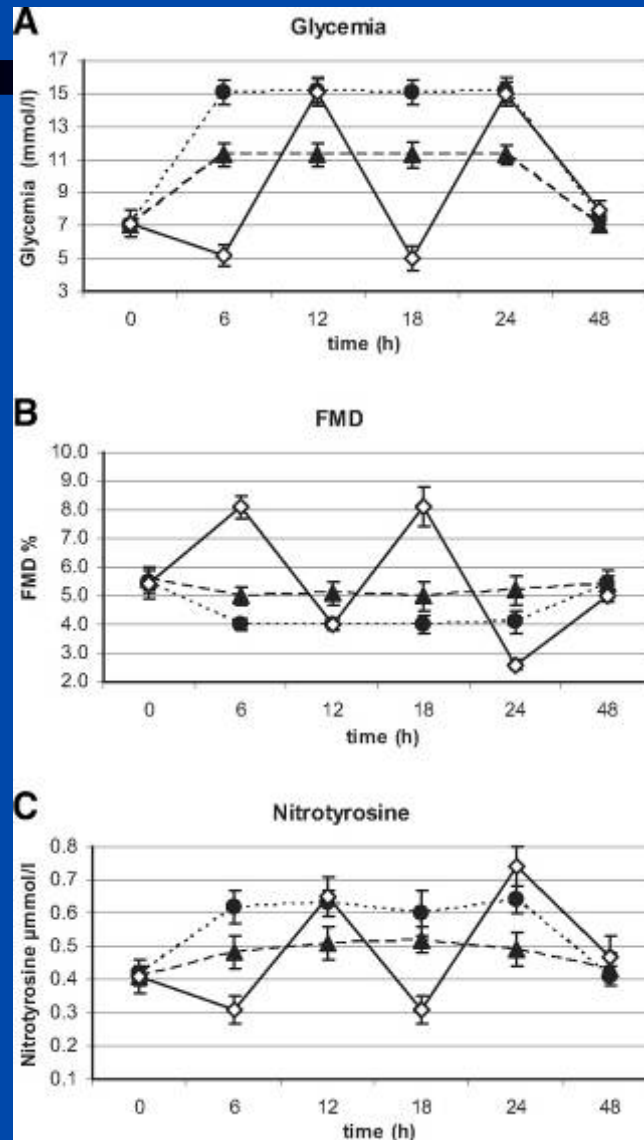 A
Glycemia
17
15
13
11
9
7
5
3
Glycemia (mmol/l)
0 6 12 18 24 48
time (h)
B
FMD
10.0
9.0
8.0
7.0
6.0
5.0
4.0
3.0
2.0
FMD %
0 6 12 18 24 48
time (h)
C
Nitrotyrosine
0.8
0.7
0.6
0.5
0.4
0.3
0.2
0.1
Nitrotyrosine µmmol/l
0 6 12 18 24 48
time (h)